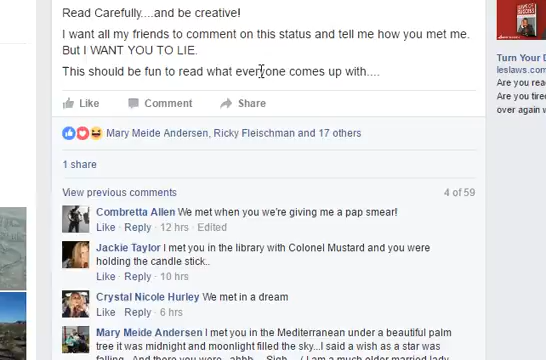 Read Carefully....and be creative!
I want all my friends to comment on this status and tell me how you met me.
But I WANT YOU TO LIE.
This should be fun to read what everyone comes up with....
Like Comment Share
Mary Meide Andersen, Ricky Fleischman and 17 others
1 share
View previous comments 4 of 59
Combretta Allen We met when you we're giving me a pap smear!
Like · Reply · 12 hrs · Edited
Jackie Taylor I met you in the library with Colonel Mustard and you were
holding the candle stick..
Like · Reply · 10 hrs
Crystal Nicole Hurley We met in a dream
Like · Reply · 6 hrs
Mary Meide Andersen I met you in the Mediterranean under a beautiful palm
tree it was midnight and moonlight filled the sky...I said a wish as a star was
Turn Your D
leslaws.com
Are you rea
Are you tire
over again w